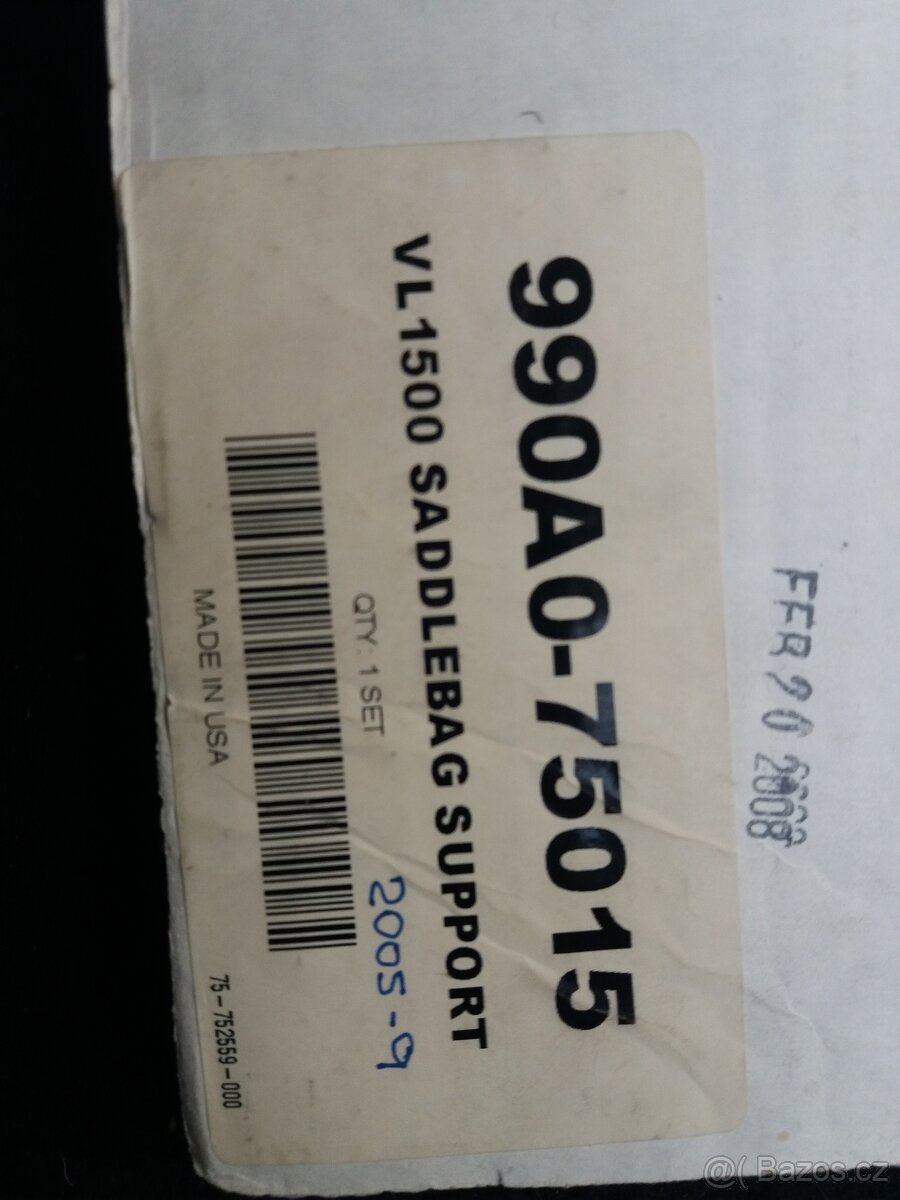 FEB 20 2008
990A0-75015
VL1500 SADDLEBAG SUPPORT
QTY: 1 SET
2005-9
MADE IN USA
75-752559-000
@( Bazos.cz